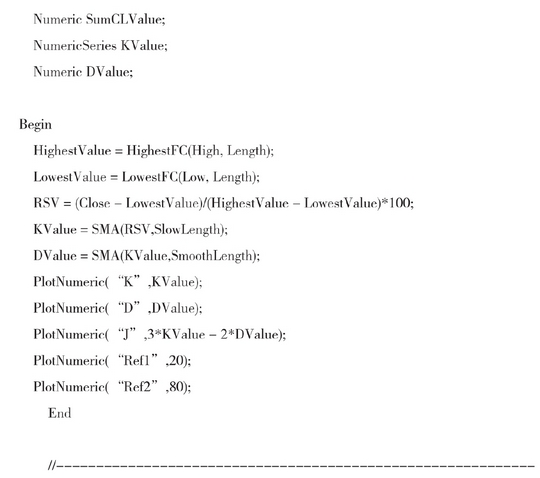 Numeric SumCLValue;
NumericSeries KValue;
Numeric DValue;
Begin
HighestValue = HighestFC(High, Length);
LowestValue = LowestFC(Low, Length);
RSV = (Close – LowestValue)/(HighestValue – LowestValue)*100;
KValue = SMA(RSV,SlowLength);
DValue = SMA(KValue,SmoothLength);
PlotNumeric( “K” ,KValue);
PlotNumeric( “D” ,DValue);
PlotNumeric( “J” ,3*KValue – 2*DValue);
PlotNumeric( “Ref1” ,20);
PlotNumeric( “Ref2” ,80);
End
//------------------------------------------------------------